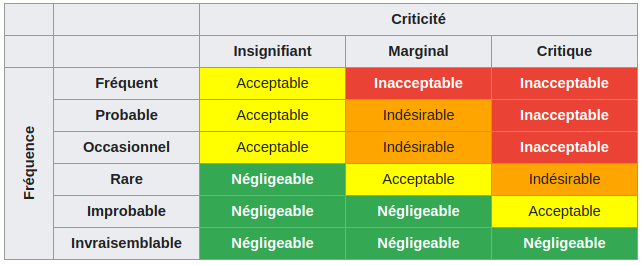 Criticité
Insignifiant Marginal Critique
Fréquence
Fréquent Acceptable Inacceptable Inacceptable
Probable Acceptable Indésirable Inacceptable
Occasionnel Acceptable Indésirable Inacceptable
Rare Négligeable Acceptable Indésirable
Improbable Négligeable Négligeable Acceptable
Invraisemblable Négligeable Négligeable Négligeable